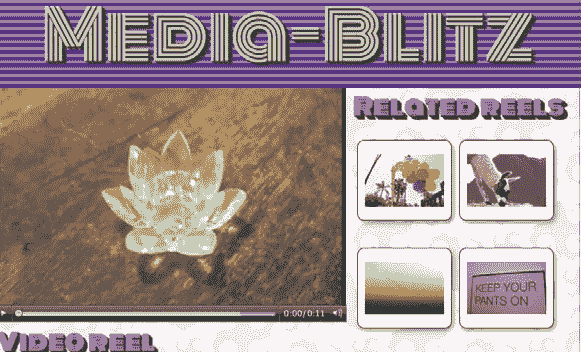 Media-Blitz
Related reels
0:00/0:11
KEEP YOUR
PANTS ON
Video reel